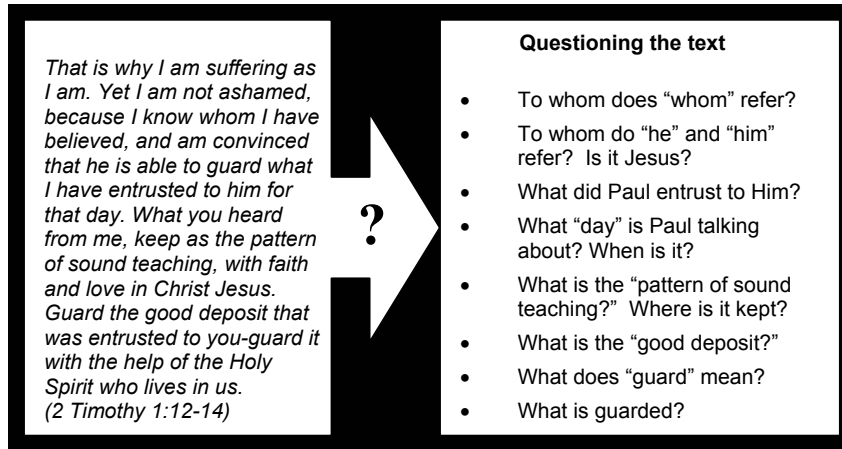 That is why I am suffering as
I am. Yet I am not ashamed,
because I know whom I have
believed, and am convinced
that he is able to guard what
I have entrusted to him for
that day. What you heard
from me, keep as the pattern
of sound teaching, with faith
and love in Christ Jesus.
Guard the good deposit that
was entrusted to you-guard it
with the help of the Holy
Spirit who lives in us.
(2 Timothy 1:12-14)
?
Questioning the text
• To whom does “whom” refer?
• To whom do “he” and “him”
refer?  Is it Jesus?
• What did Paul entrust to Him?
• What “day” is Paul talking
about? When is it?
• What is the “pattern of sound
teaching?”  Where is it kept?
• What is the “good deposit?”
• What does “guard” mean?
• What is guarded?